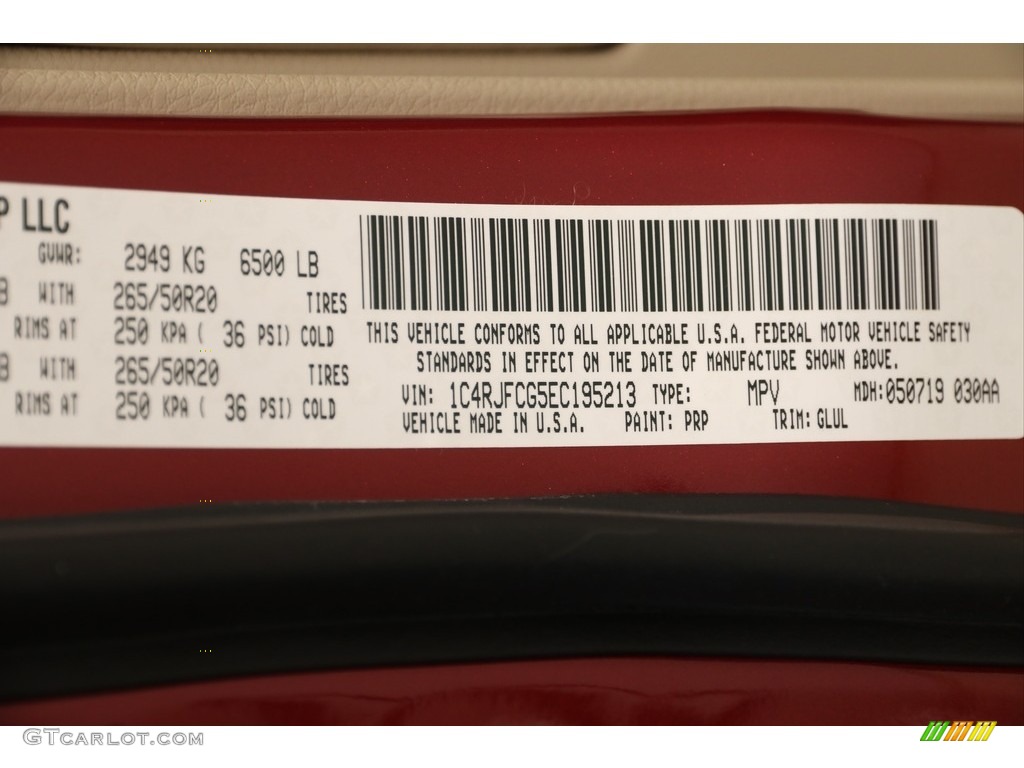 P LLC
GVWR: 2949 KG 6500 LB
B WITH 265/50R20 TIRES
RIMS AT 250 KPA ( 36 PSI) COLD
B WITH 265/50R20 TIRES
RIMS AT 250 KPA ( 36 PSI) COLD
THIS VEHICLE CONFORMS TO ALL APPLICABLE U.S.A. FEDERAL MOTOR VEHICLE SAFETY
STANDARDS IN EFFECT ON THE DATE OF MANUFACTURE SHOWN ABOVE.
VIN: 1C4RJFCG5EC195213 TYPE: MPV MDH:050719 030AA
VEHICLE MADE IN U.S.A. PAINT: PRP TRIM: GLUL
GTCARLOT.COM